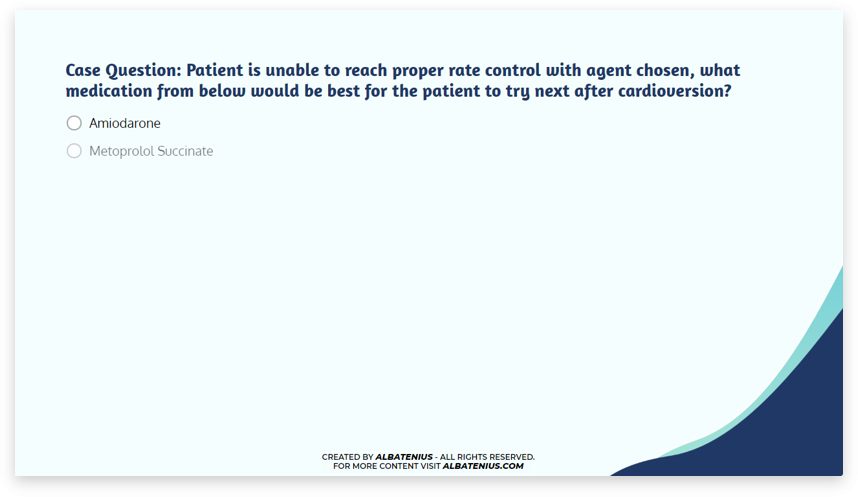 Case Question: Patient is unable to reach proper rate control with agent chosen, what
medication from below would be best for the patient to try next after cardioversion?
Amiodarone
Metoprolol Succinate
CREATED BY ALBATENIUS - ALL RIGHTS RESERVED.
FOR MORE CONTENT VISIT ALBATENIUS.COM